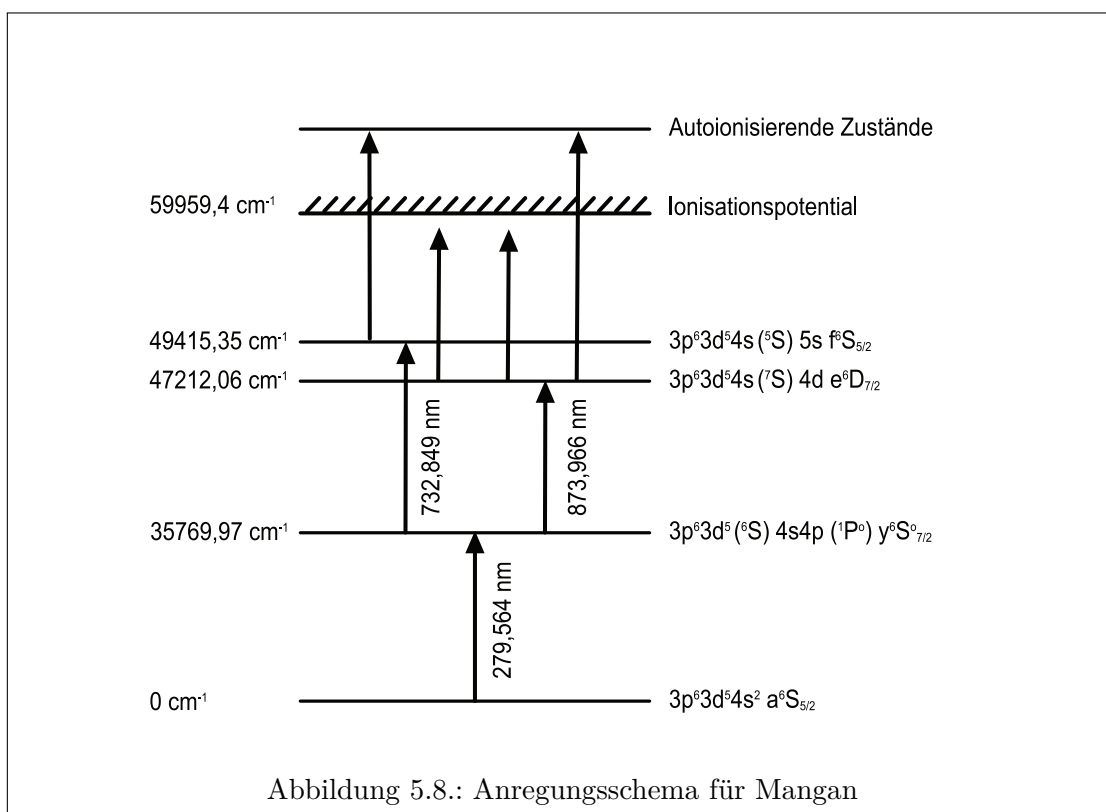 Autoionisierende Zustände
59959,4 cm⁻¹ Ionisationspotential
49415,35 cm⁻¹ 3p⁶3d⁵4s (⁵S) 5s f⁶S₅/₂
47212,06 cm⁻¹ 3p⁶3d⁵4s (⁷S) 4d e⁶D₇/₂
732,849 nm
873,966 nm
35769,97 cm⁻¹ 3p⁶3d⁵ (⁶S) 4s4p (¹Pᵒ) y⁶Sᵒ₇/₂
279,564 nm
0 cm⁻¹ 3p⁶3d⁵4s² a⁶S₅/₂
Abbildung 5.8.: Anregungsschema für Mangan